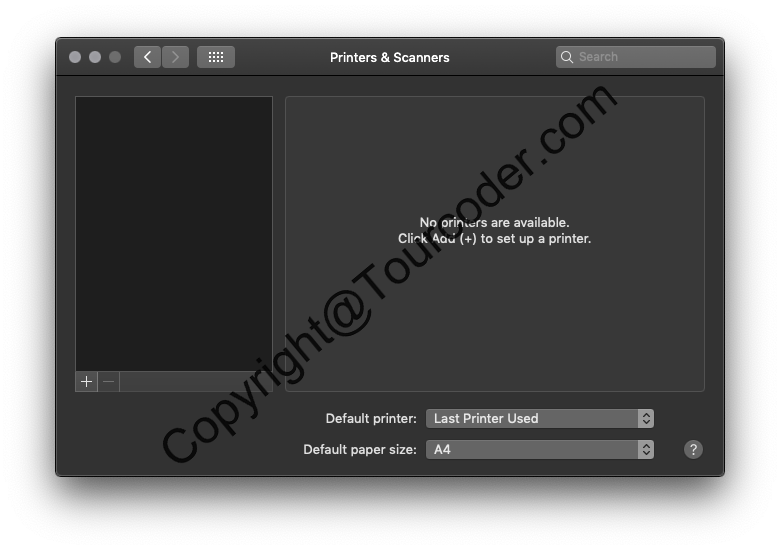 Printers & Scanners
Search
No printers are available.
Click Add (+) to set up a printer.
+ −
Default printer: Last Printer Used
Default paper size: A4 ?
Copyright@Tourcoder.com